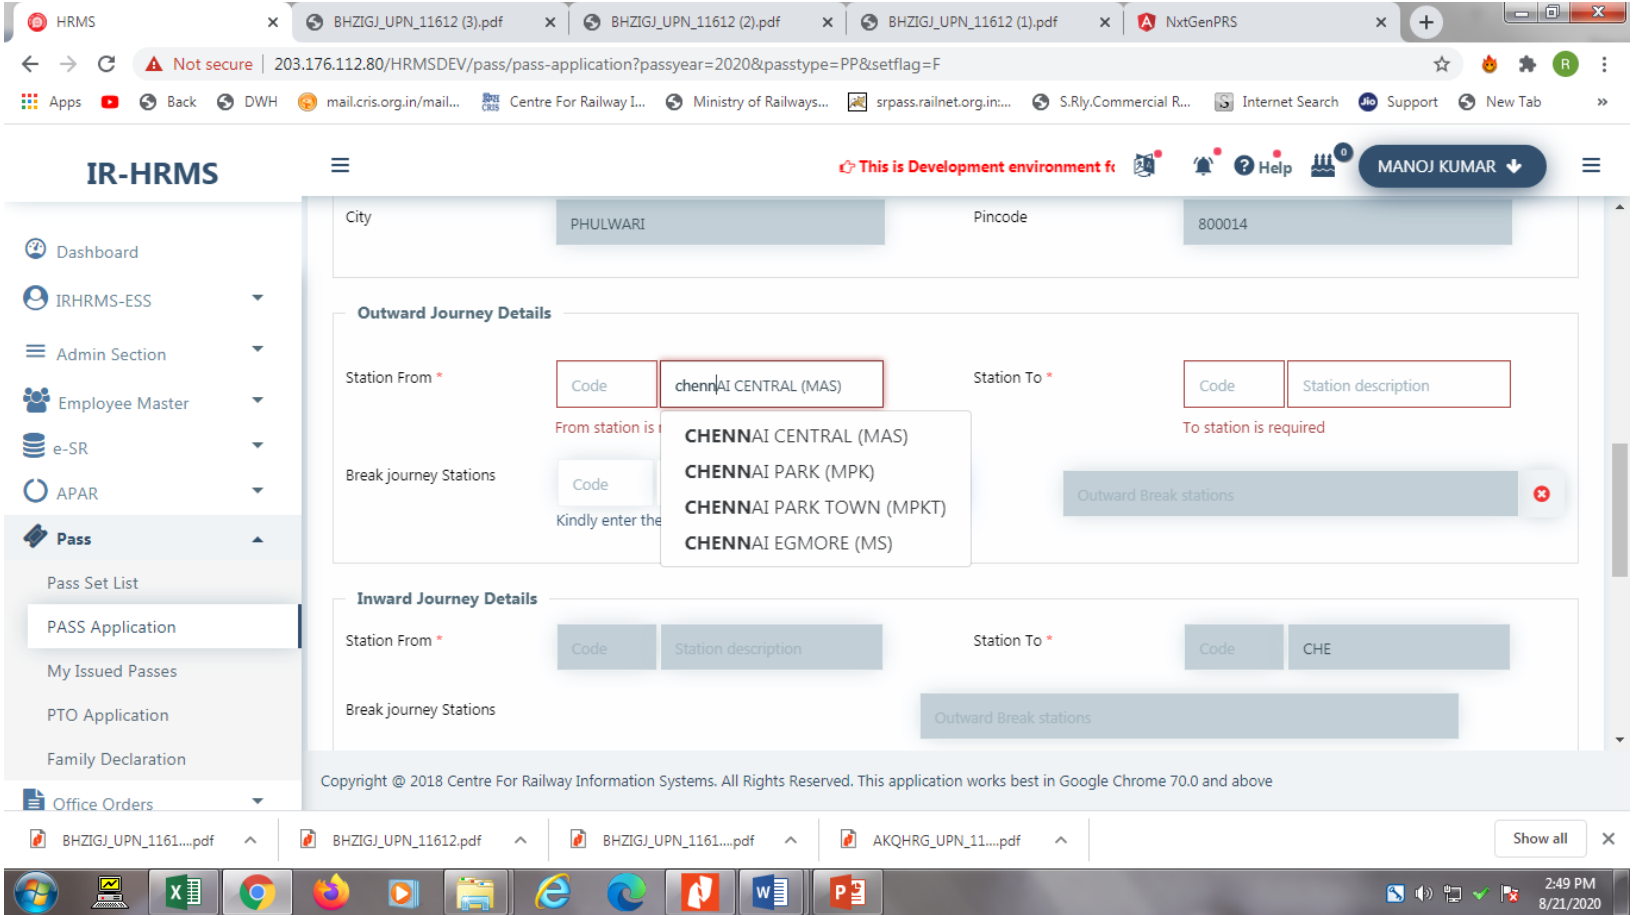 HRMS
BHZIGJ_UPN_11612 (3).pdf
BHZIGJ_UPN_11612 (2).pdf
BHZIGJ_UPN_11612 (1).pdf
NxtGenPRS
Not secure
203.176.112.80/HRMSDEV/pass/pass-application?passyear=2020&passtype=PP&setflag=F
R
Apps
Back
DWH
mail.cris.org.in/mail...
Centre For Railway I...
Ministry of Railways...
srpass.railnet.org.in:...
S.Rly.Commercial R...
Internet Search
Jio
Support
New Tab
»
IR-HRMS
This is Development environment fo
Help
0
MANOJ KUMAR
Dashboard
IRHRMS-ESS
Admin Section
Employee Master
e-SR
APAR
Pass
Pass Set List
PASS Application
My Issued Passes
PTO Application
Family Declaration
Office Orders
City
PHULWARI
Pincode
800014
Outward Journey Details
Station From *
Code
chennAI CENTRAL (MAS)
Station To *
Code
Station description
From station is
To station is required
CHENNAI CENTRAL (MAS)
CHENNAI PARK (MPK)
CHENNAI PARK TOWN (MPKT)
CHENNAI EGMORE (MS)
Break journey Stations
Code
Outward Break stations
Kindly enter the
Inward Journey Details
Station From *
Code
Station description
Station To *
Code
CHE
Break journey Stations
Outward Break stations
Copyright @ 2018 Centre For Railway Information Systems. All Rights Reserved. This application works best in Google Chrome 70.0 and above
BHZIGJ_UPN_1161....pdf
BHZIGJ_UPN_11612.pdf
BHZIGJ_UPN_1161....pdf
AKQHRG_UPN_11....pdf
Show all
2:49 PM
8/21/2020